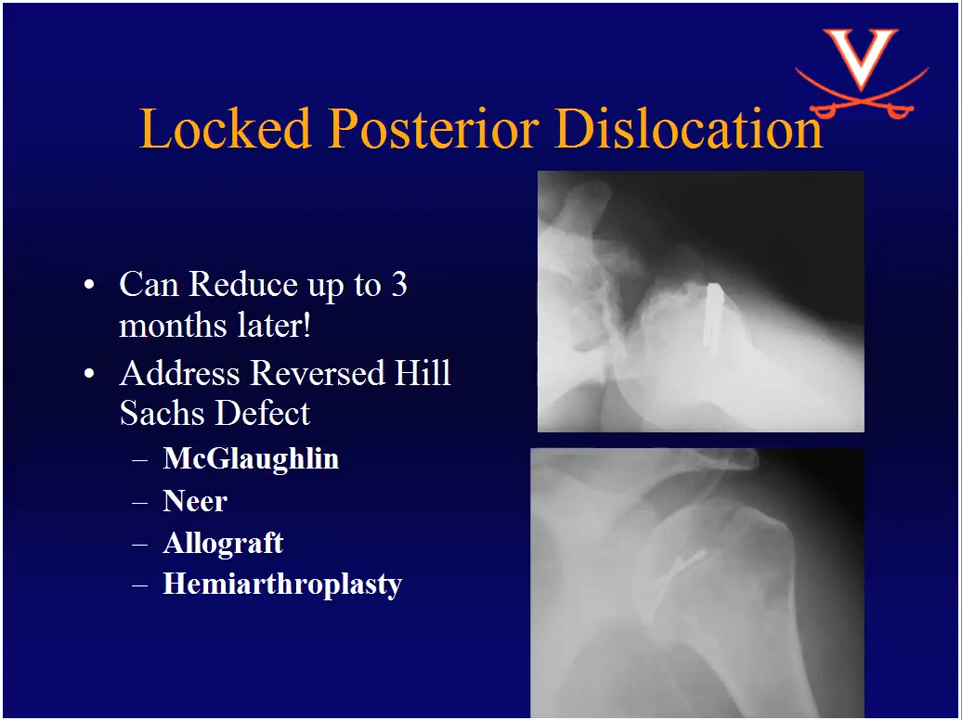 Locked Posterior Dislocation
• Can Reduce up to 3
months later!
• Address Reversed Hill
Sachs Defect
– McGlaughlin
– Neer
– Allograft
– Hemiarthroplasty